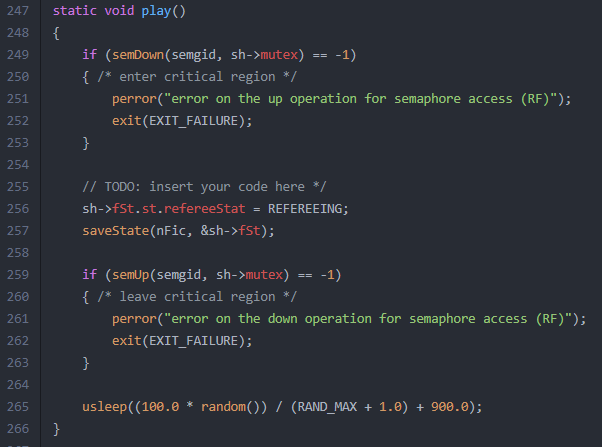 247 static void play()
248 {
249     if (semDown(semgid, sh->mutex) == -1)
250     { /* enter critical region */
251         perror("error on the up operation for semaphore access (RF)");
252         exit(EXIT_FAILURE);
253     }
254
255     // TODO: insert your code here */
256     sh->fSt.st.refereeStat = REFEREEING;
257     saveState(nFic, &sh->fSt);
258
259     if (semUp(semgid, sh->mutex) == -1)
260     { /* leave critical region */
261         perror("error on the down operation for semaphore access (RF)");
262         exit(EXIT_FAILURE);
263     }
264
265     usleep((100.0 * random()) / (RAND_MAX + 1.0) + 900.0);
266 }